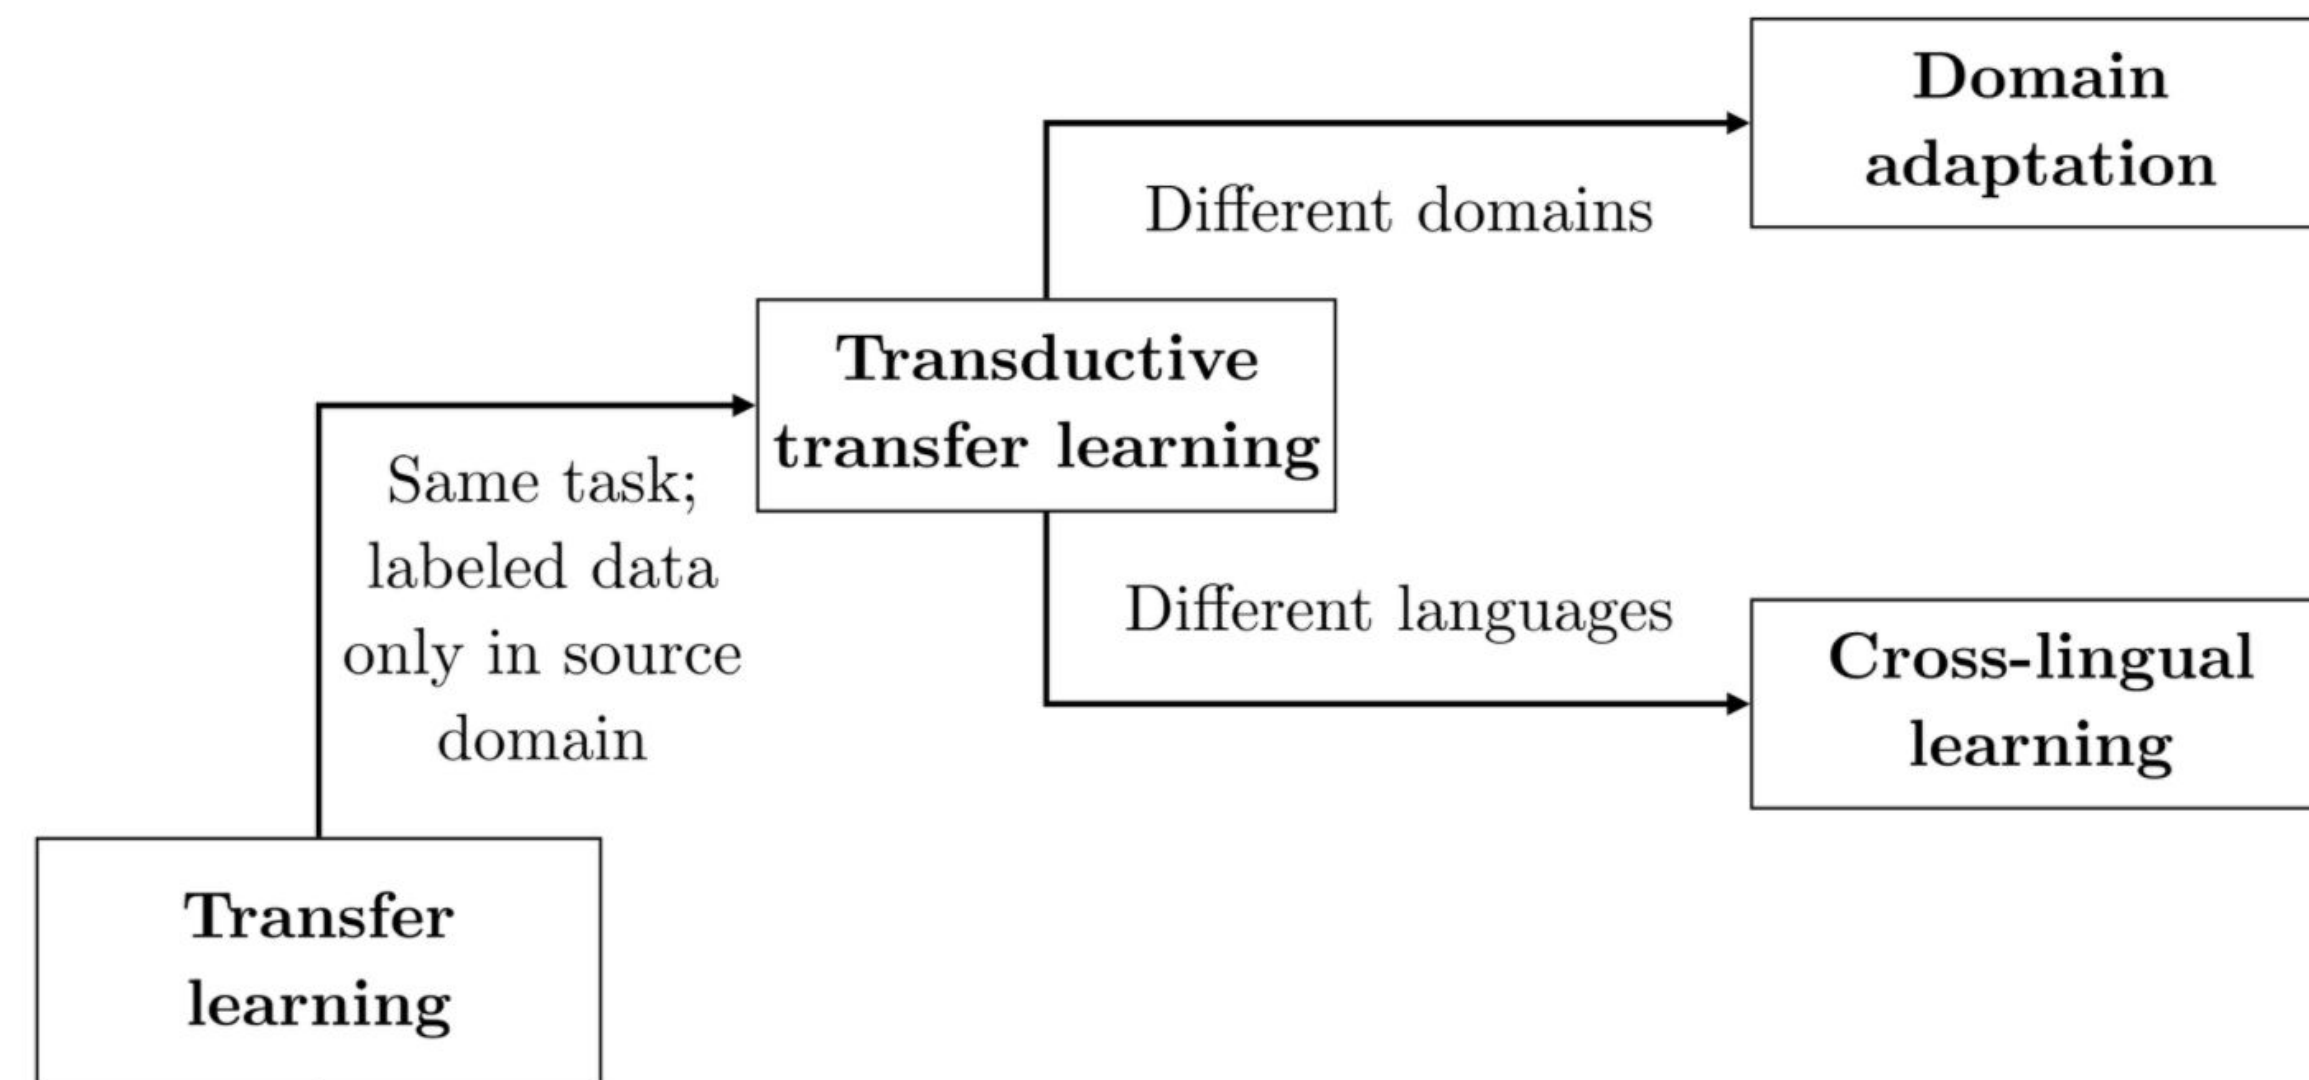 Domain
adaptation
Different domains
Transductive
transfer learning
Same task;
labeled data
only in source
domain
Different languages
Cross-lingual
learning
Transfer
learning